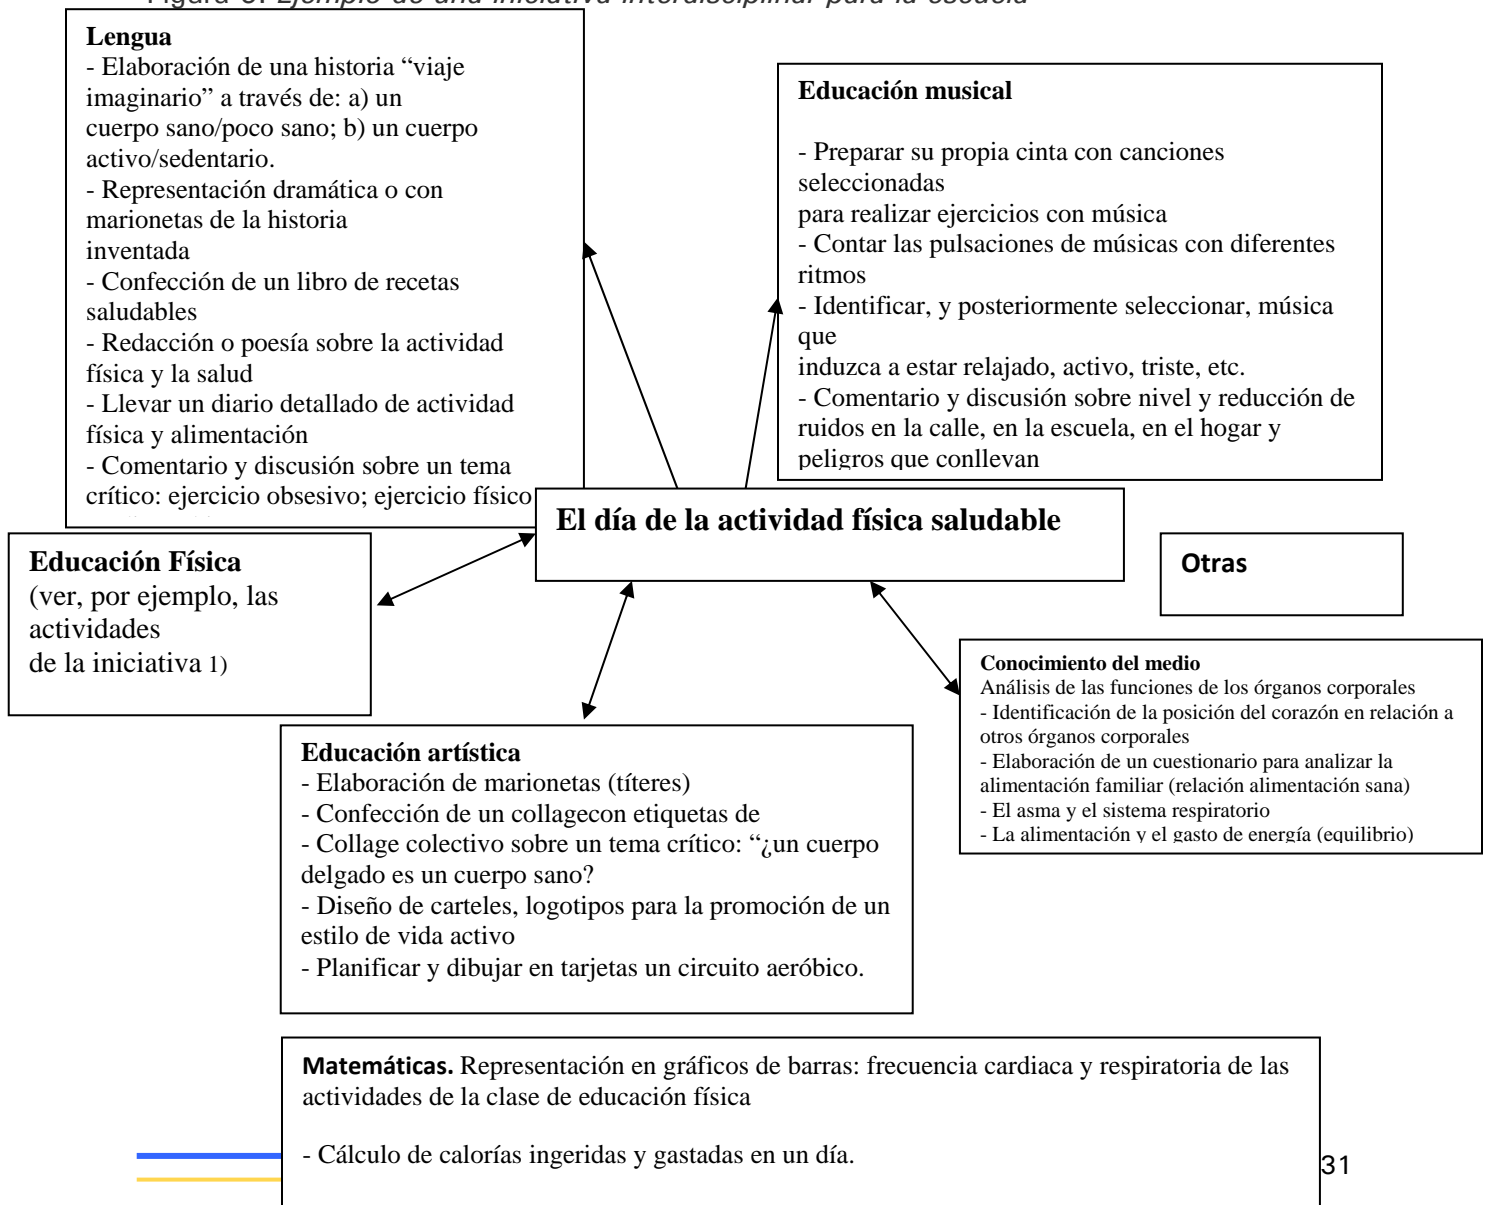 Ejemplo de una iniciativa interdisciplinar para la escuela
Lengua
- Elaboración de una historia “viaje
imaginario” a través de: a) un
cuerpo sano/poco sano; b) un cuerpo
activo/sedentario.
- Representación dramática o con
marionetas de la historia
inventada
- Confección de un libro de recetas
saludables
- Redacción o poesía sobre la actividad
física y la salud
- Llevar un diario detallado de actividad
física y alimentación
- Comentario y discusión sobre un tema
crítico: ejercicio obsesivo; ejercicio físico
Educación musical
- Preparar su propia cinta con canciones
seleccionadas
para realizar ejercicios con música
- Contar las pulsaciones de músicas con diferentes
ritmos
- Identificar, y posteriormente seleccionar, música
que
induzca a estar relajado, activo, triste, etc.
- Comentario y discusión sobre nivel y reducción de
ruidos en la calle, en la escuela, en el hogar y
peligros que conllevan
El día de la actividad física saludable
Educación Física
(ver, por ejemplo, las
actividades
de la iniciativa 1)
Otras
Conocimiento del medio
Análisis de las funciones de los órganos corporales
- Identificación de la posición del corazón en relación a
otros órganos corporales
- Elaboración de un cuestionario para analizar la
alimentación familiar (relación alimentación sana)
- El asma y el sistema respiratorio
- La alimentación y el gasto de energía (equilibrio)
Educación artística
- Elaboración de marionetas (títeres)
- Confección de un collagecon etiquetas de
- Collage colectivo sobre un tema crítico: “¿un cuerpo
delgado es un cuerpo sano?
- Diseño de carteles, logotipos para la promoción de un
estilo de vida activo
- Planificar y dibujar en tarjetas un circuito aeróbico.
Matemáticas. Representación en gráficos de barras: frecuencia cardiaca y respiratoria de las
actividades de la clase de educación física
- Cálculo de calorías ingeridas y gastadas en un día.
31